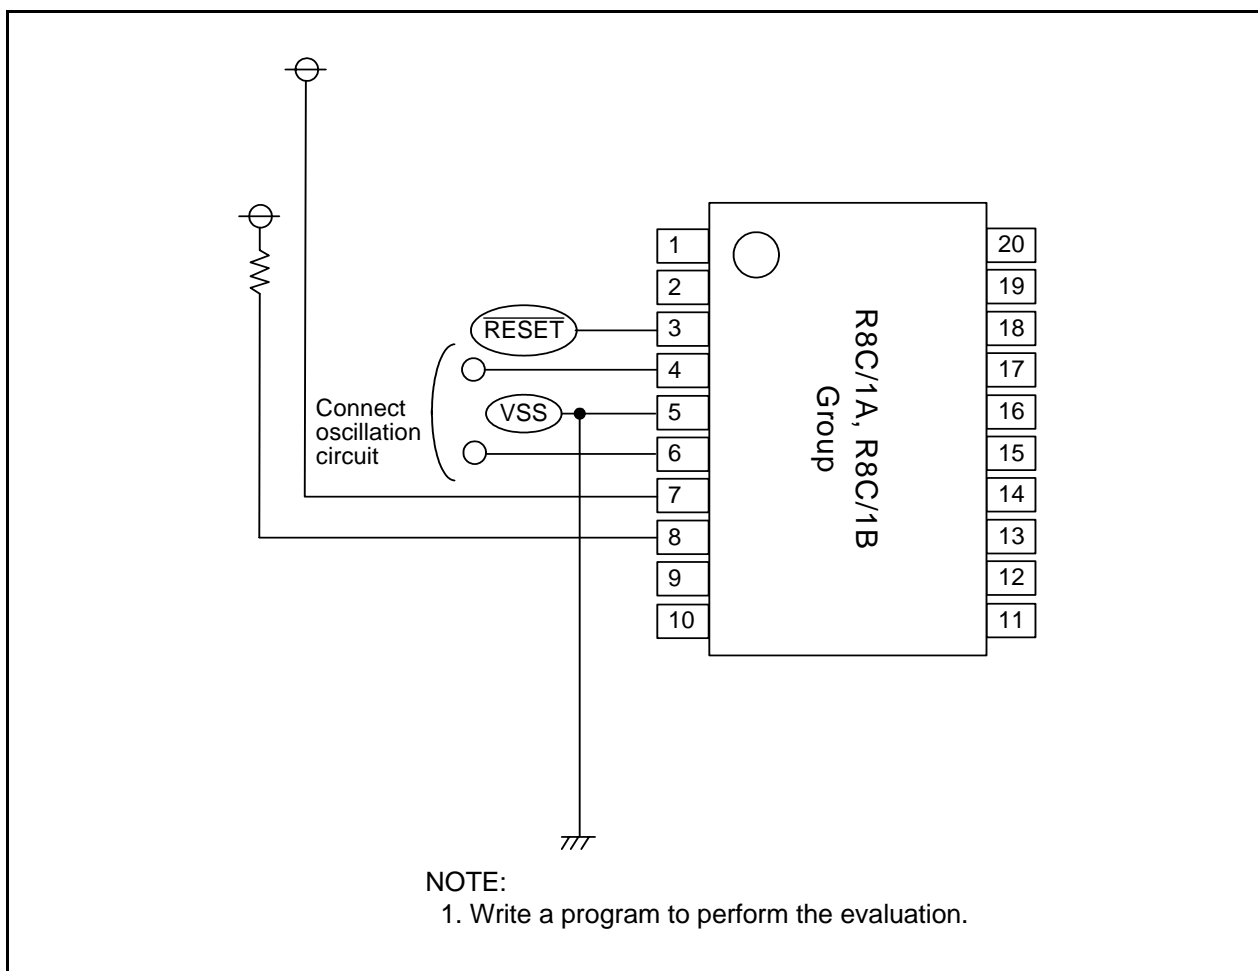 RESET
Connect
oscillation
circuit
VSS
1
2
3
4
5
6
7
8
9
10
20
19
18
17
16
15
14
13
12
11
R8C/1A, R8C/1B
Group
NOTE:
1. Write a program to perform the evaluation.